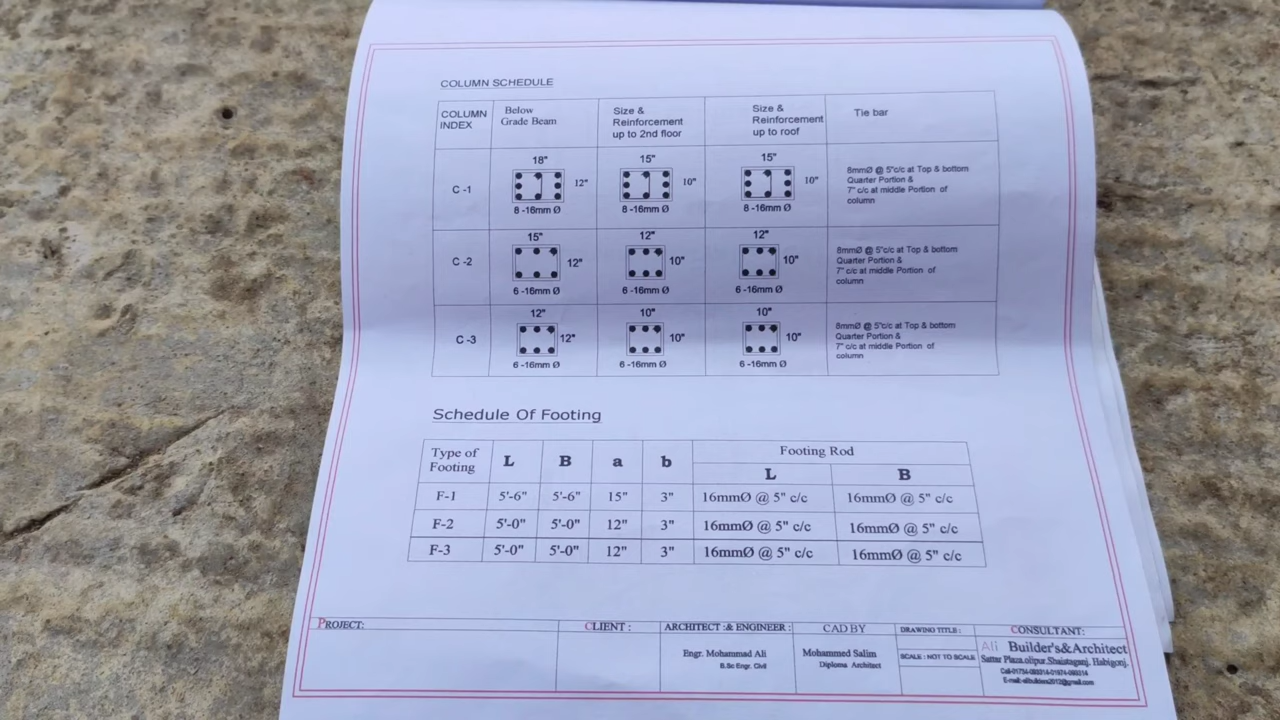 COLUMN SCHEDULE
COLUMN INDEX
Below Grade Beam
Size & Reinforcement up to 2nd floor
Size & Reinforcement up to roof
Tie bar
C -1
18"
12"
8 -16mm Ø
15"
10"
8 -16mm Ø
15"
10"
8 -16mm Ø
8mmØ @ 5"c/c at Top & bottom
Quarter Portion &
7" c/c at middle Portion of
column
C -2
15"
12"
6 -16mm Ø
12"
10"
6 -16mm Ø
12"
10"
6 -16mm Ø
8mmØ @ 5"c/c at Top & bottom
Quarter Portion &
7" c/c at middle Portion of
column
C -3
12"
12"
6 -16mm Ø
10"
10"
6 -16mm Ø
10"
10"
6 -16mm Ø
8mmØ @ 5"c/c at Top & bottom
Quarter Portion &
7" c/c at middle Portion of
column
Schedule Of Footing
Type of Footing L B a b Footing Rod
L B
F-1 5'-6" 5'-6" 15" 3" 16mmØ @ 5" c/c 16mmØ @ 5" c/c
F-2 5'-0" 5'-0" 12" 3" 16mmØ @ 5" c/c 16mmØ @ 5" c/c
F-3 5'-0" 5'-0" 12" 3" 16mmØ @ 5" c/c 16mmØ @ 5" c/c
PROJECT:
CLIENT :
ARCHITECT :& ENGINEER :
Engr. Mohammad Ali
B.Sc Engr. Civil
CAD BY
Mohammed Salim
Diploma Architect
DRAWING TITLE :
SCALE : NOT TO SCALE
CONSULTANT:
Ali Builder's&Architect
Sattar Plaza,olipur,Shaistaganj, Habigonj.